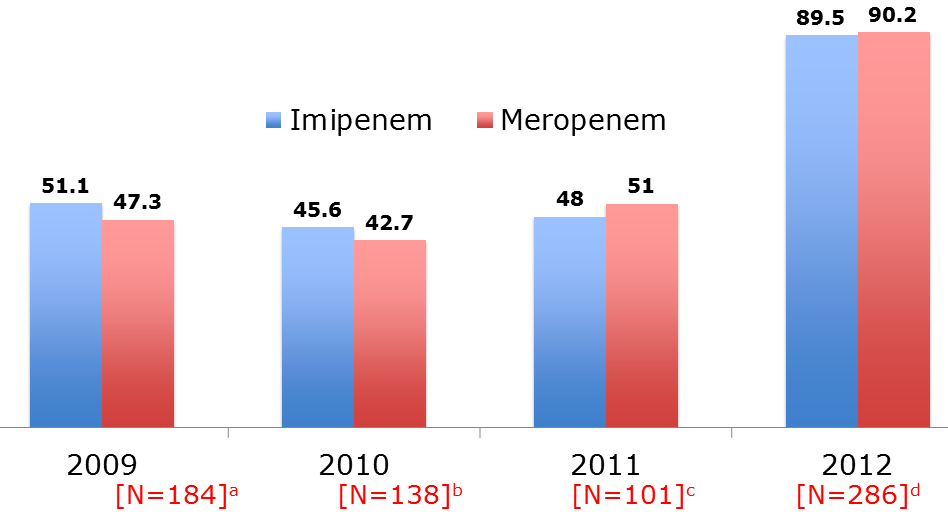 89.5 90.2
Imipenem Meropenem
51.1 47.3 45.6 42.7 48 51
2009 2010 2011 2012
[N=184]ᵃ [N=138]ᵇ [N=101]ᶜ [N=286]ᵈ